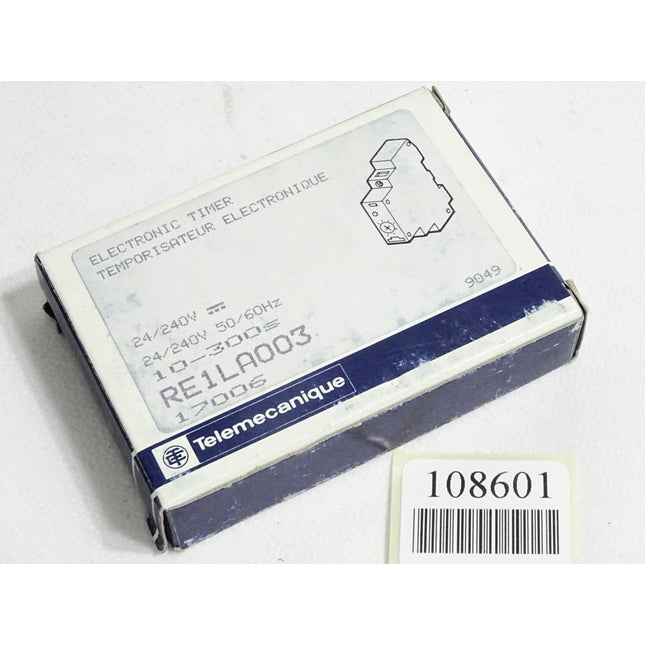 ELECTRONIC TIMER
TEMPORISATEUR ELECTRONIQUE
9049
24/240V
24/240V 50/60Hz
10-300s
RE1LA003
17006
Telemecanique
108601